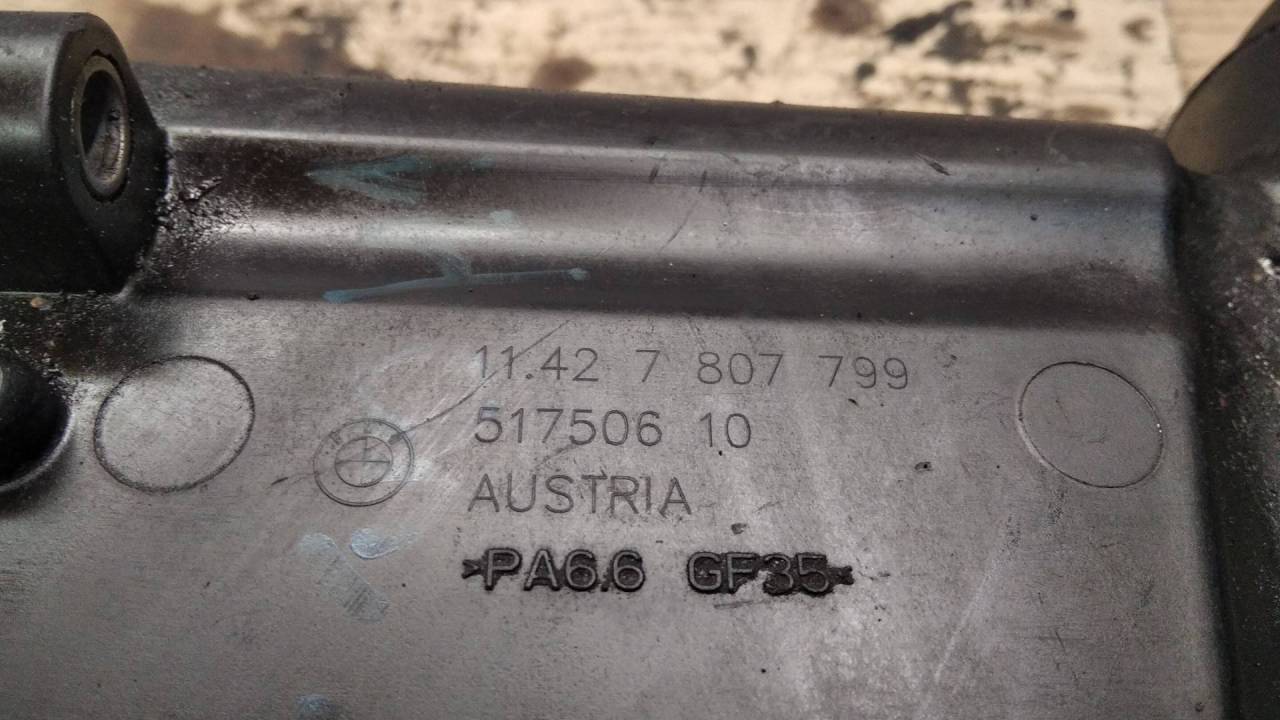 11.42 7 807 799
517506 10
AUSTRIA
>PA6.6 GF35<